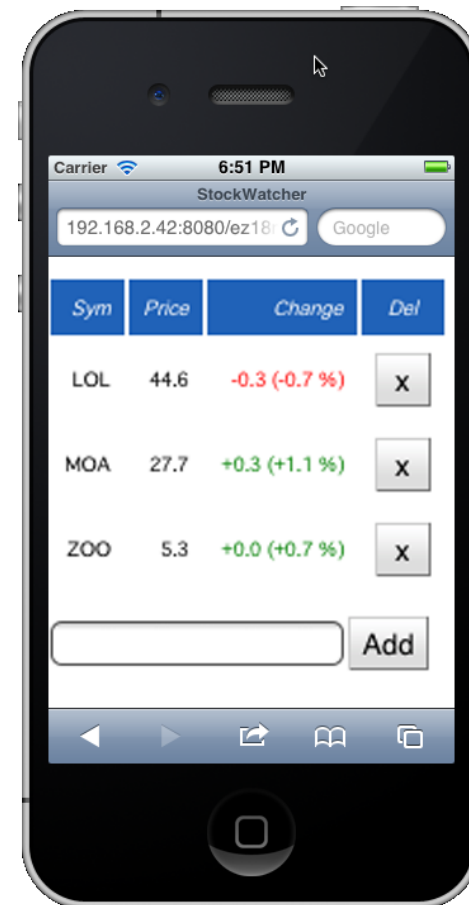 Carrier 6:51 PM
StockWatcher
192.168.2.42:8080/ez18 Google
Sym Price Change Del
LOL 44.6 -0.3 (-0.7 %) x
MOA 27.7 +0.3 (+1.1 %) x
ZOO 5.3 +0.0 (+0.7 %) x
Add